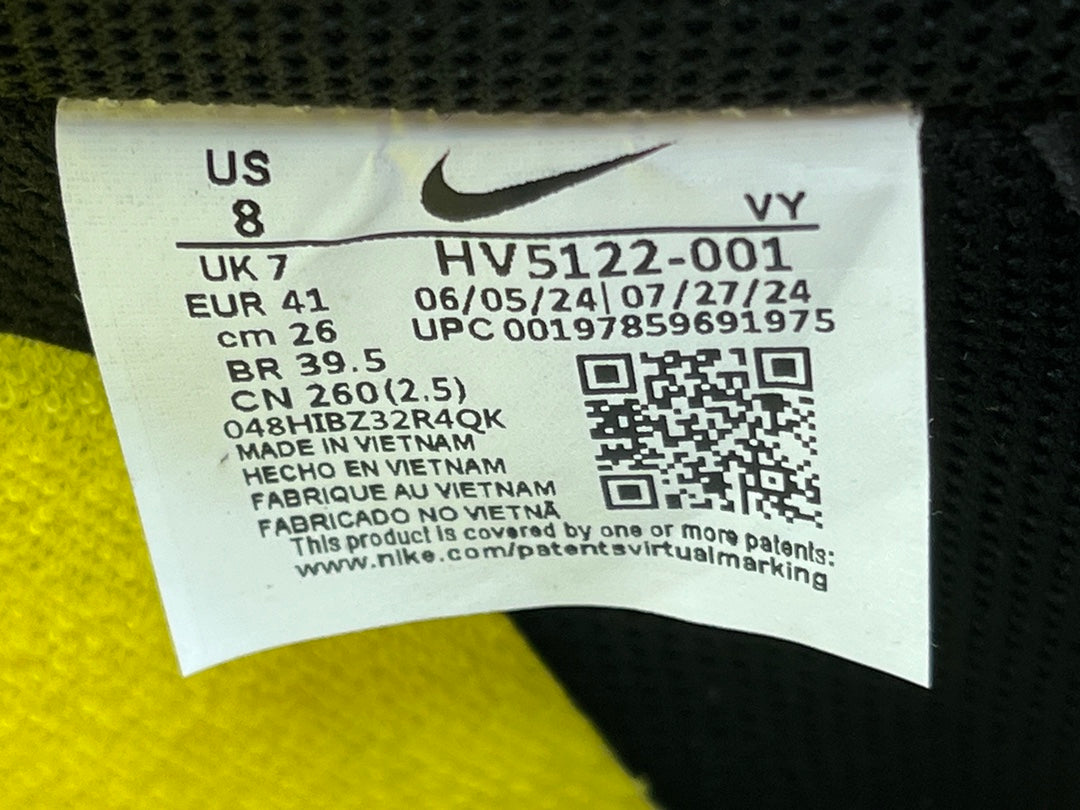 US
8
VY
UK 7
EUR 41
cm 26
BR 39.5
CN 260(2.5)
HV5122-001
06/05/24| 07/27/24
UPC 00197859691975
048HIBZ32R4QK
MADE IN VIETNAM
HECHO EN VIETNAM
FABRIQUE AU VIETNAM
FABRICADO NO VIETNÃ
This product is covered by one or more patents:
www.nike.com/patentsvirtualmarking